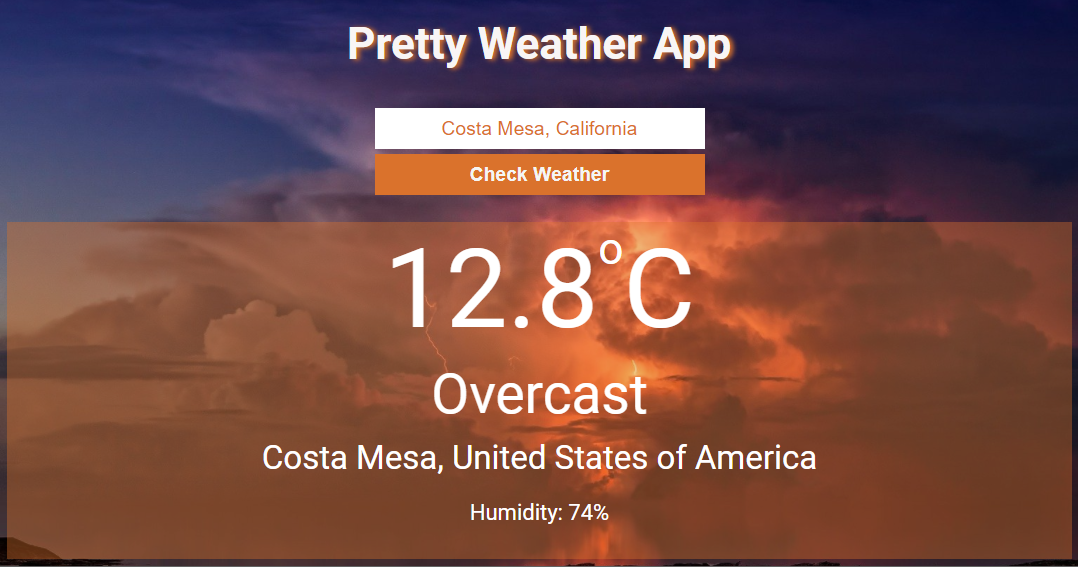 Pretty Weather App
Costa Mesa, California
Check Weather
12.8°C
Overcast
Costa Mesa, United States of America
Humidity: 74%